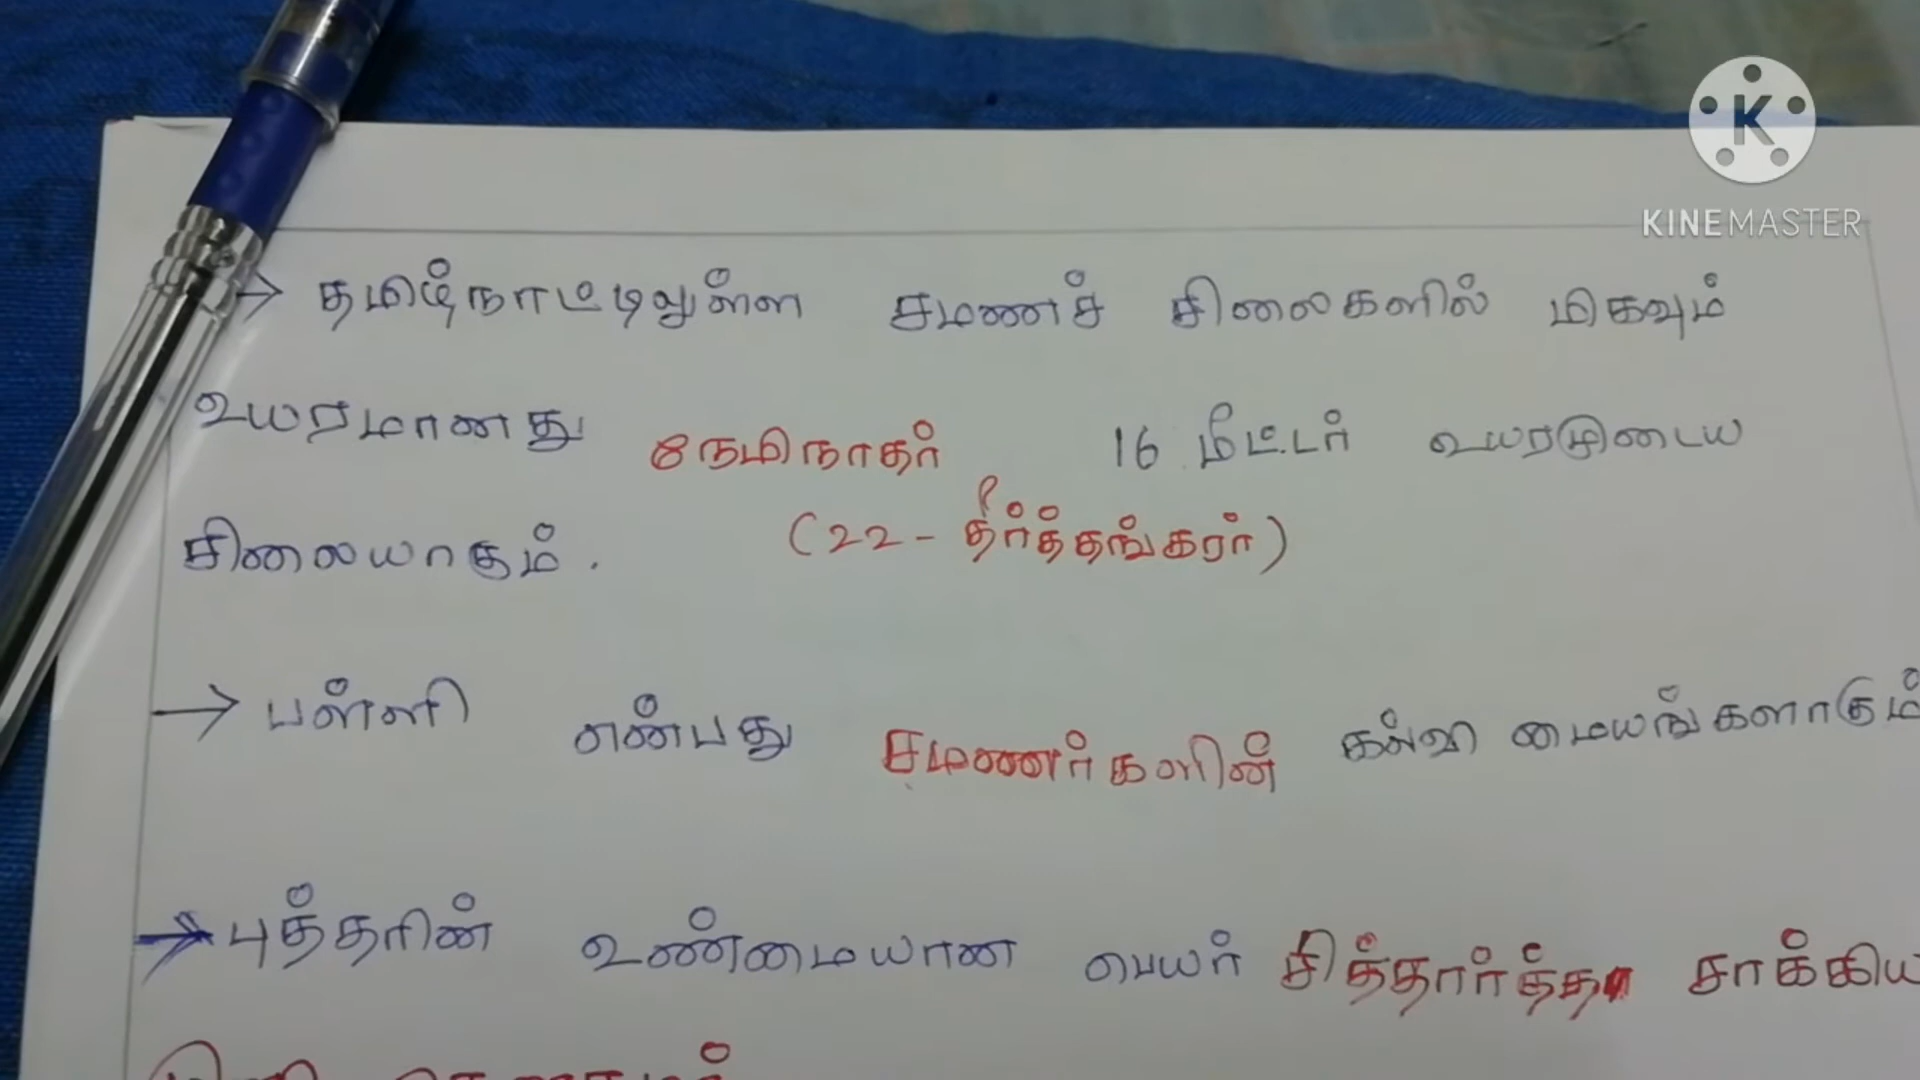 KINEMASTER
→ தமிழ்நாட்டிலுள்ள சமணச் சிலைகளில் மிகவும்
உயரமானது நேமிநாதர் 16 மீட்டர் உயரமுடைய
சிலையாகும். (22 - தீர்த்தங்கரர்)
→ பள்ளி என்பது சமணர்களின் கல்வி மையங்களாகும்
→ புத்தரின் உண்மையான பெயர் சித்தார்த்த சாக்கிய